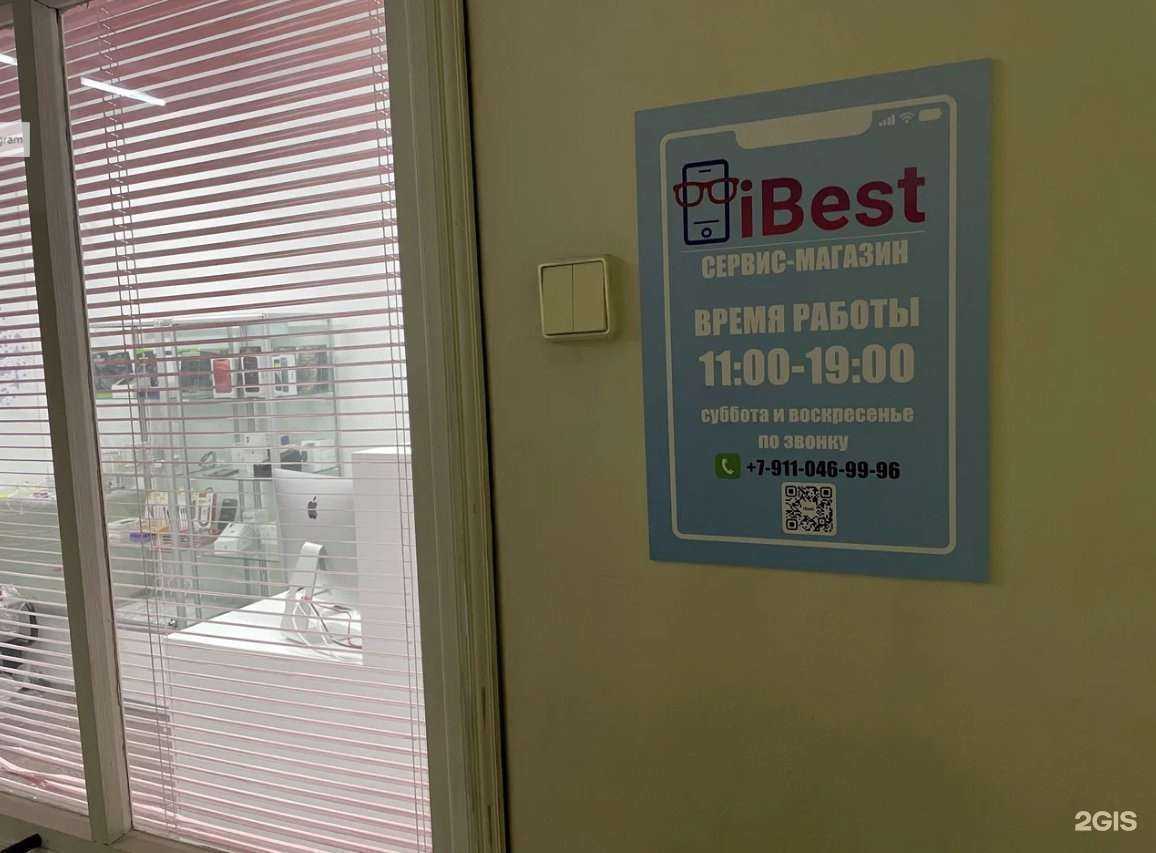 gram
iBest
СЕРВИС-МАГАЗИН
ВРЕМЯ РАБОТЫ
11:00-19:00
суббота и воскресенье
по звонку
+7-911-046-99-96
2GIS